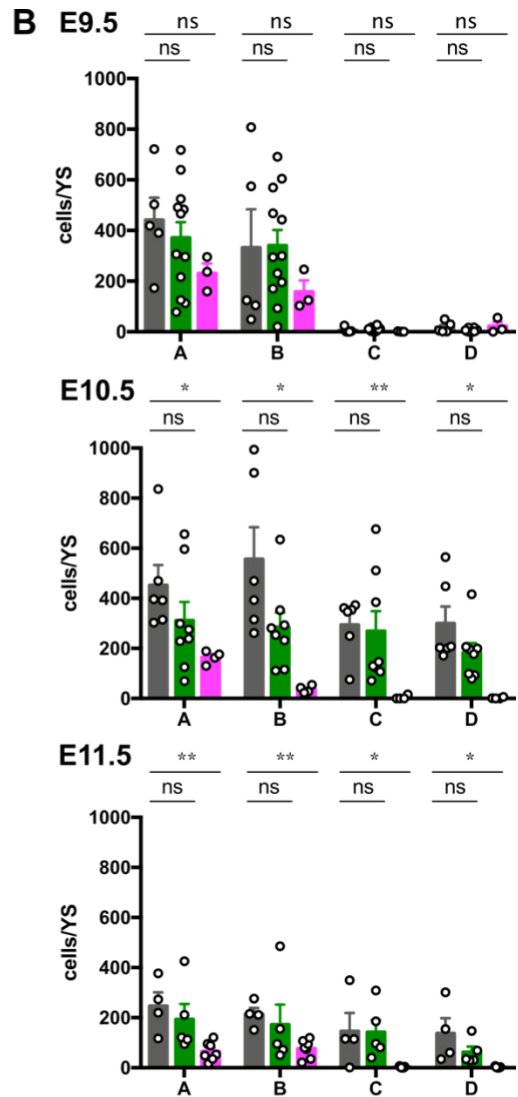 B E9.5
ns ns ns ns
ns ns ns ns
1000
800
600
400
200
0
cells/YS
A B C D
E10.5
* * ** *
ns ns ns ns
1000
800
600
400
200
0
cells/YS
A B C D
E11.5
** ** * *
ns ns ns ns
1000
800
600
400
200
0
cells/YS
A B C D